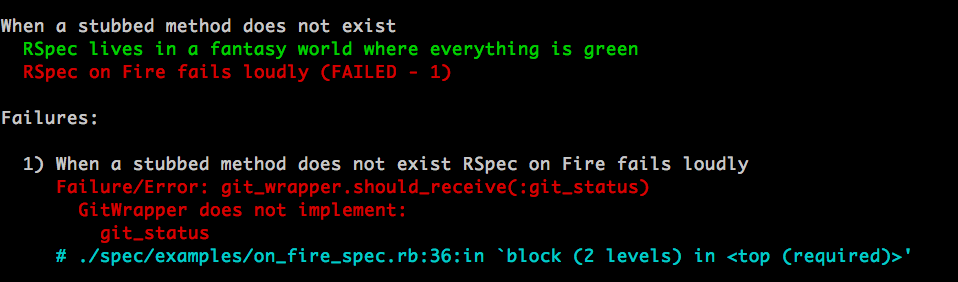 When a stubbed method does not exist
RSpec lives in a fantasy world where everything is green
RSpec on Fire fails loudly (FAILED - 1)
Failures:
1) When a stubbed method does not exist RSpec on Fire fails loudly
Failure/Error: git_wrapper.should_receive(:git_status)
GitWrapper does not implement:
git_status
# ./spec/examples/on_fire_spec.rb:36:in `block (2 levels) in <top (required)>'